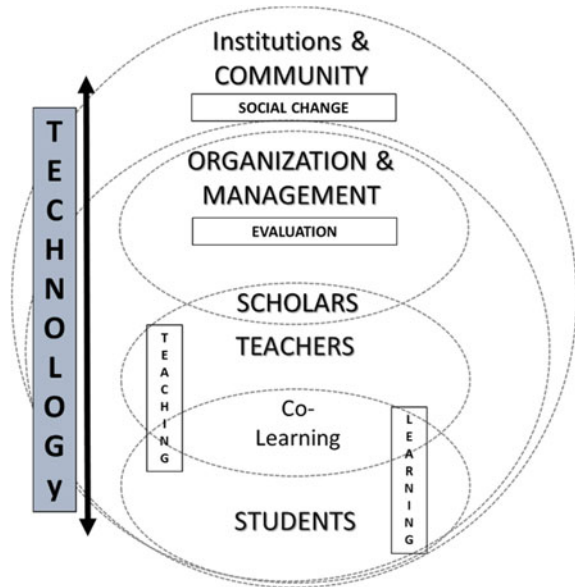 Institutions &
COMMUNITY
SOCIAL CHANGE
TECHNOLOGy
ORGANIZATION &
MANAGEMENT
EVALUATION
SCHOLARS
TEACHERS
TEACHING
Co-
Learning
LEARNING
STUDENTS